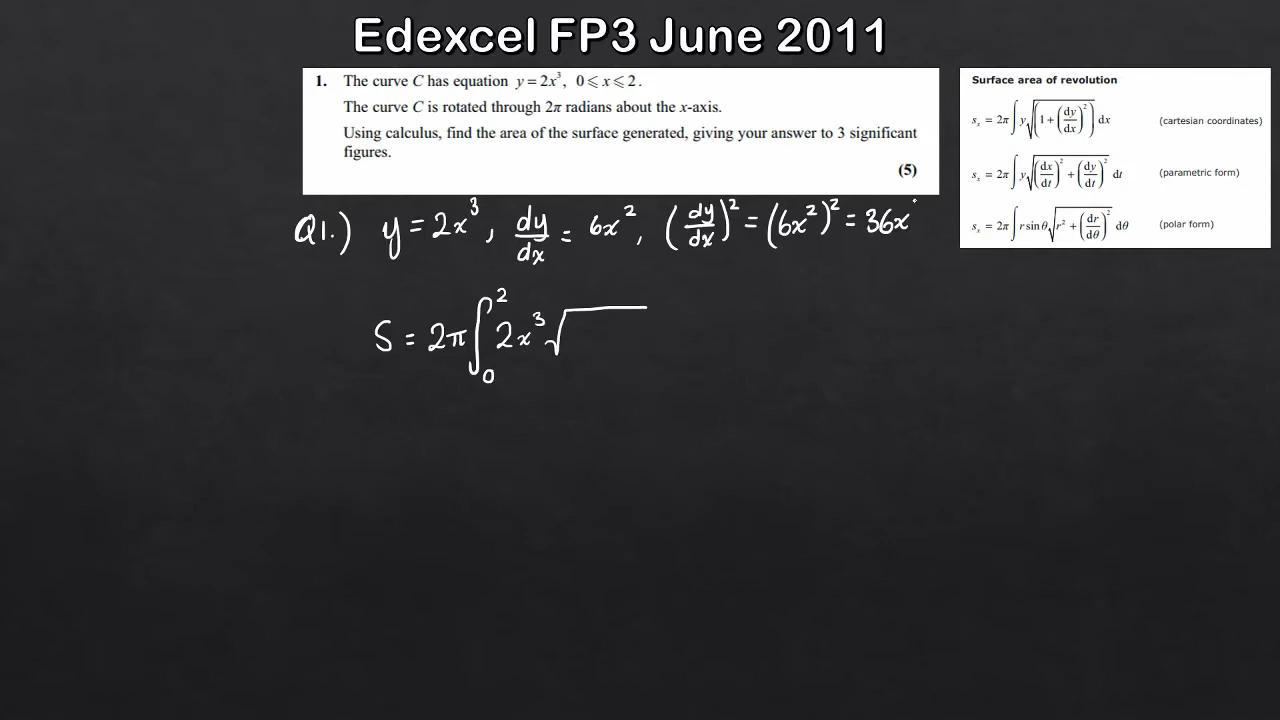 Edexcel FP3 June 2011
1. The curve C has equation y = 2x³, 0 ⩽ x ⩽ 2.
The curve C is rotated through 2π radians about the x-axis.
Using calculus, find the area of the surface generated, giving your answer to 3 significant
figures.
(5)
Surface area of revolution
sₓ = 2π ∫ y √(1 + (dy/dx)²) dx (cartesian coordinates)
sₓ = 2π ∫ y √((dx/dt)² + (dy/dt)²) dt (parametric form)
sₓ = 2π ∫ r sin θ √(r² + (dr/dθ)²) dθ (polar form)
Q1.) y = 2x³, dy/dx = 6x², (dy/dx)² = (6x²)² = 36x
S = 2π ∫₀² 2x³ √